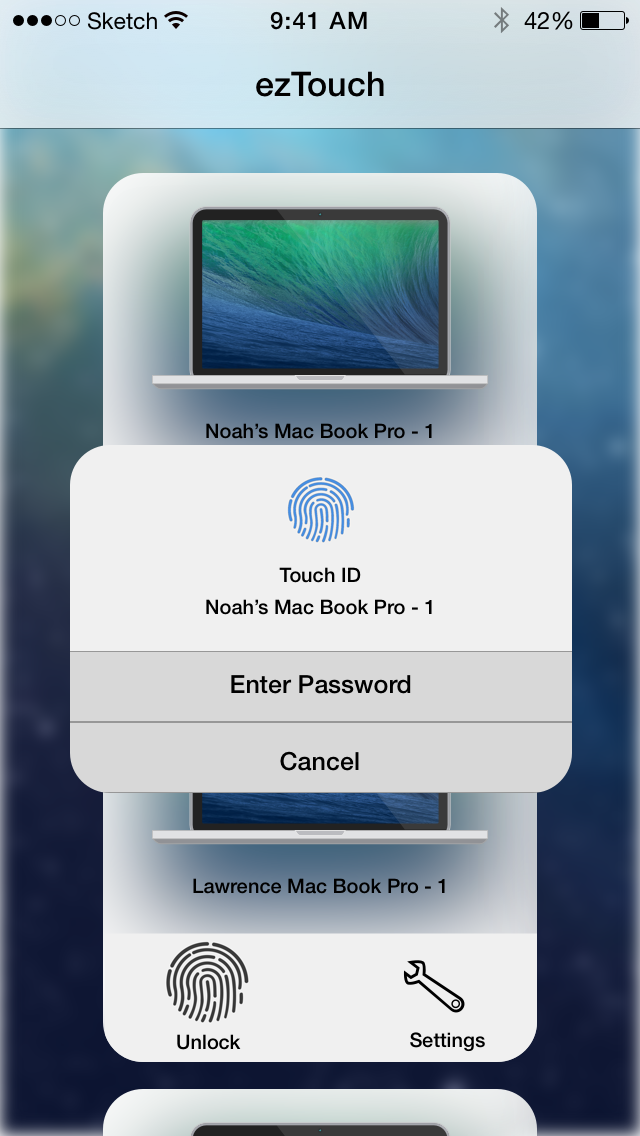 Sketch 9:41 AM 42%
ezTouch
Noah’s Mac Book Pro - 1
Touch ID
Noah’s Mac Book Pro - 1
Enter Password
Cancel
Lawrence Mac Book Pro - 1
Unlock Settings